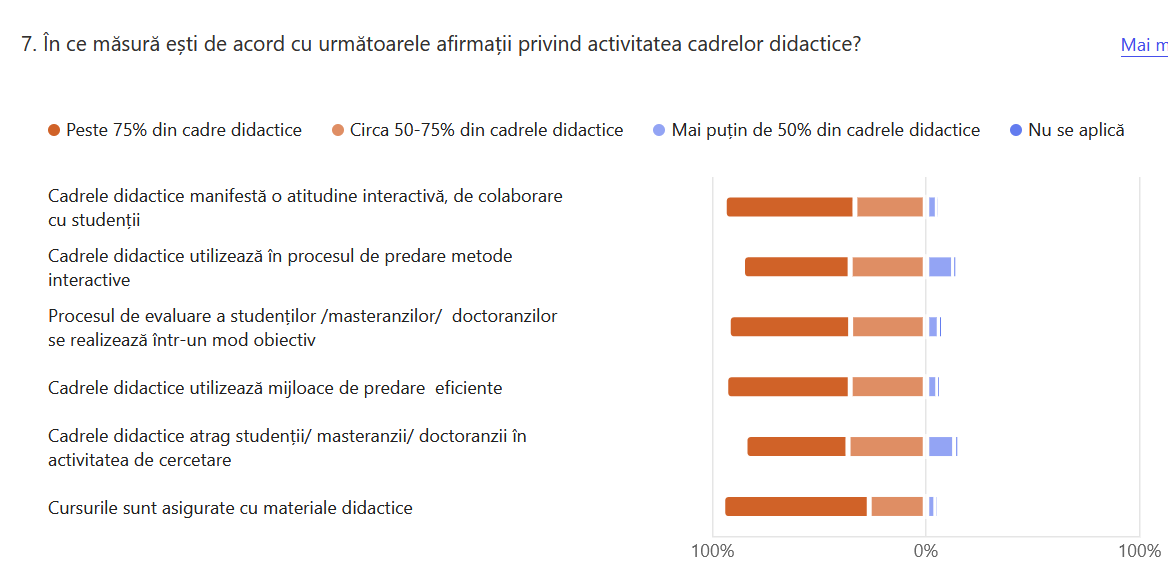 7. În ce măsură ești de acord cu următoarele afirmații privind activitatea cadrelor didactice?
Mai m
Peste 75% din cadre didactice
Circa 50-75% din cadrele didactice
Mai puțin de 50% din cadrele didactice
Nu se aplică
Cadrele didactice manifestă o atitudine interactivă, de colaborare
cu studenții
Cadrele didactice utilizează în procesul de predare metode
interactive
Procesul de evaluare a studenților /masteranzilor/  doctoranzilor
se realizează într-un mod obiectiv
Cadrele didactice utilizează mijloace de predare  eficiente
Cadrele didactice atrag studenții/ masteranzii/ doctoranzii în
activitatea de cercetare
Cursurile sunt asigurate cu materiale didactice
100%
0%
100%